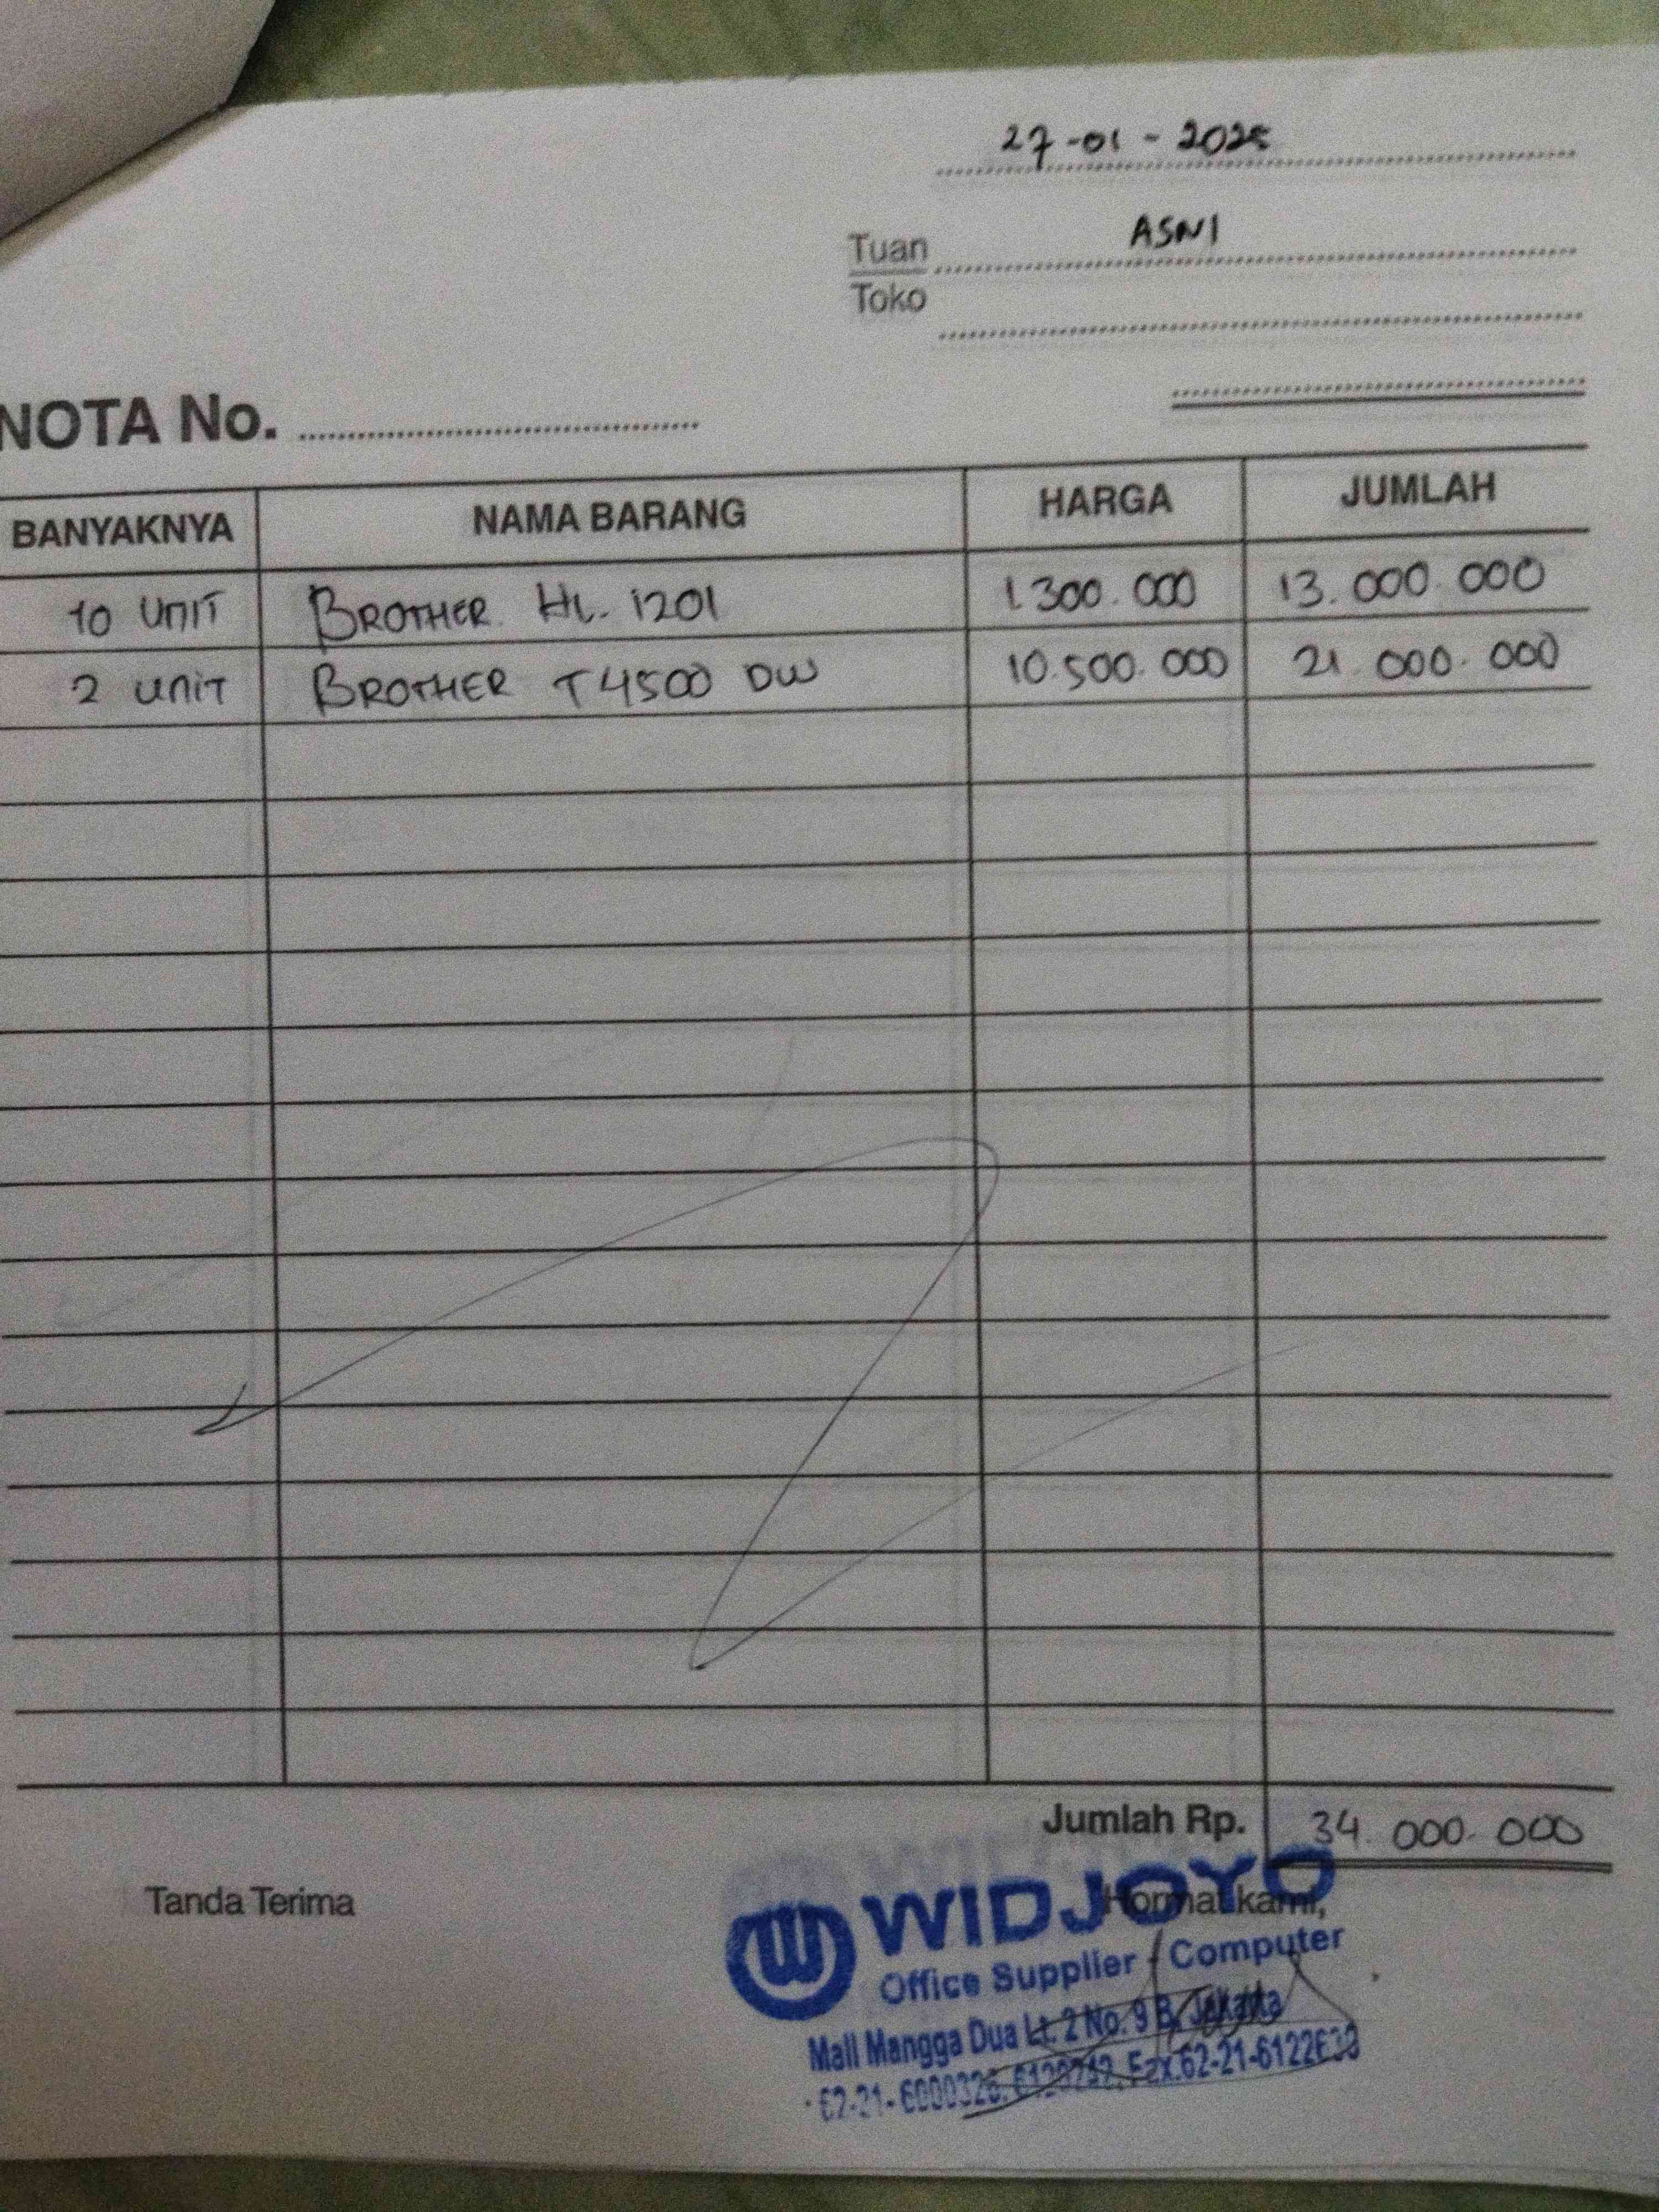 27-01-2025
Tuan ASNI
Toko
NOTA No.
BANYAKNYA NAMA BARANG HARGA JUMLAH
10 UNIT BROTHER HL. 1201 1.300.000 13.000.000
2 UNIT BROTHER T4500 DW 10.500.000 21.000.000
Jumlah Rp. 34.000.000
Tanda Terima
Hormat kami,
WIDJOYO
Office Supplier - Computer
Mall Mangga Dua Lt. 2 No. 9 B, Jakarta
Fax.